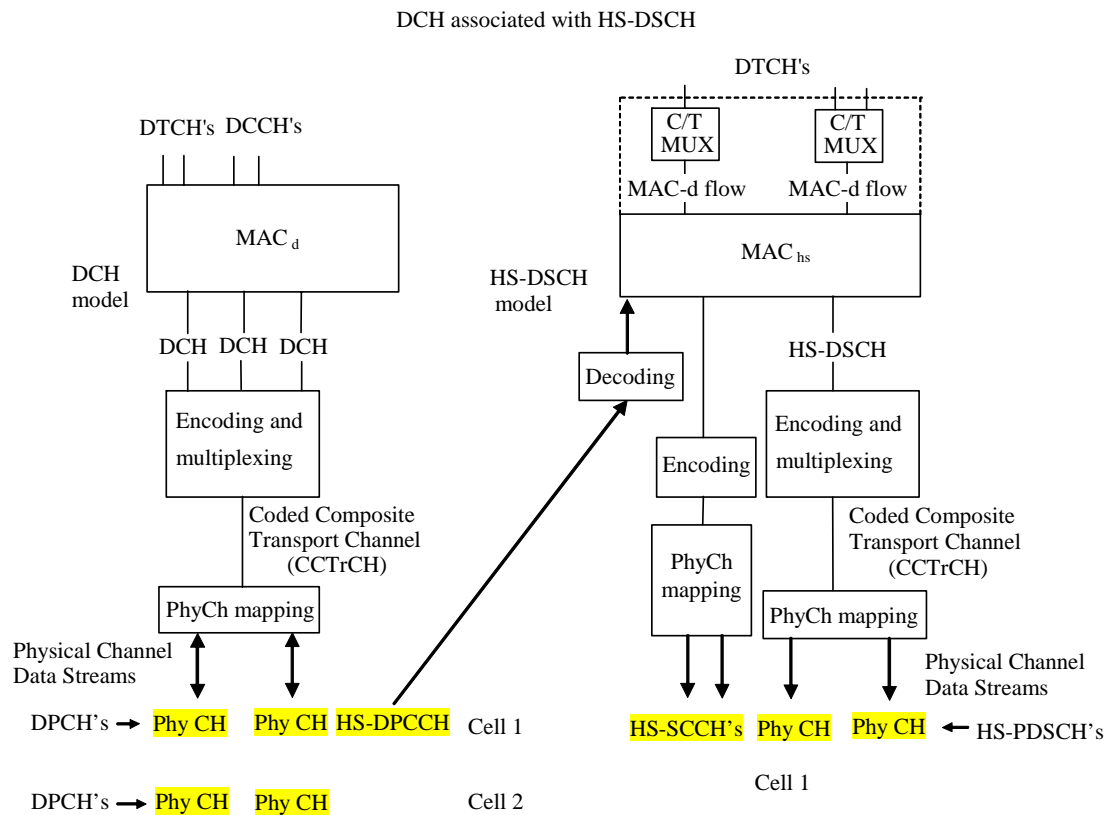 DCH associated with HS-DSCH
DTCH's DCCH's
MAC d
DCH
model
DCH DCH DCH
Encoding and
multiplexing
Coded Composite
Transport Channel
(CCTrCH)
PhyCh mapping
Physical Channel
Data Streams
DPCH’s Phy CH Phy CH HS-DPCCH Cell 1
DPCH’s Phy CH Phy CH Cell 2
DTCH's
C/T
MUX
C/T
MUX
MAC-d flow MAC-d flow
MAC hs
HS-DSCH
model
Decoding
HS-DSCH
Encoding
Encoding and
multiplexing
Coded Composite
Transport Channel
(CCTrCH)
PhyCh
mapping
PhyCh mapping
Physical Channel
Data Streams
HS-SCCH’s Phy CH Phy CH HS-PDSCH’s
Cell 1